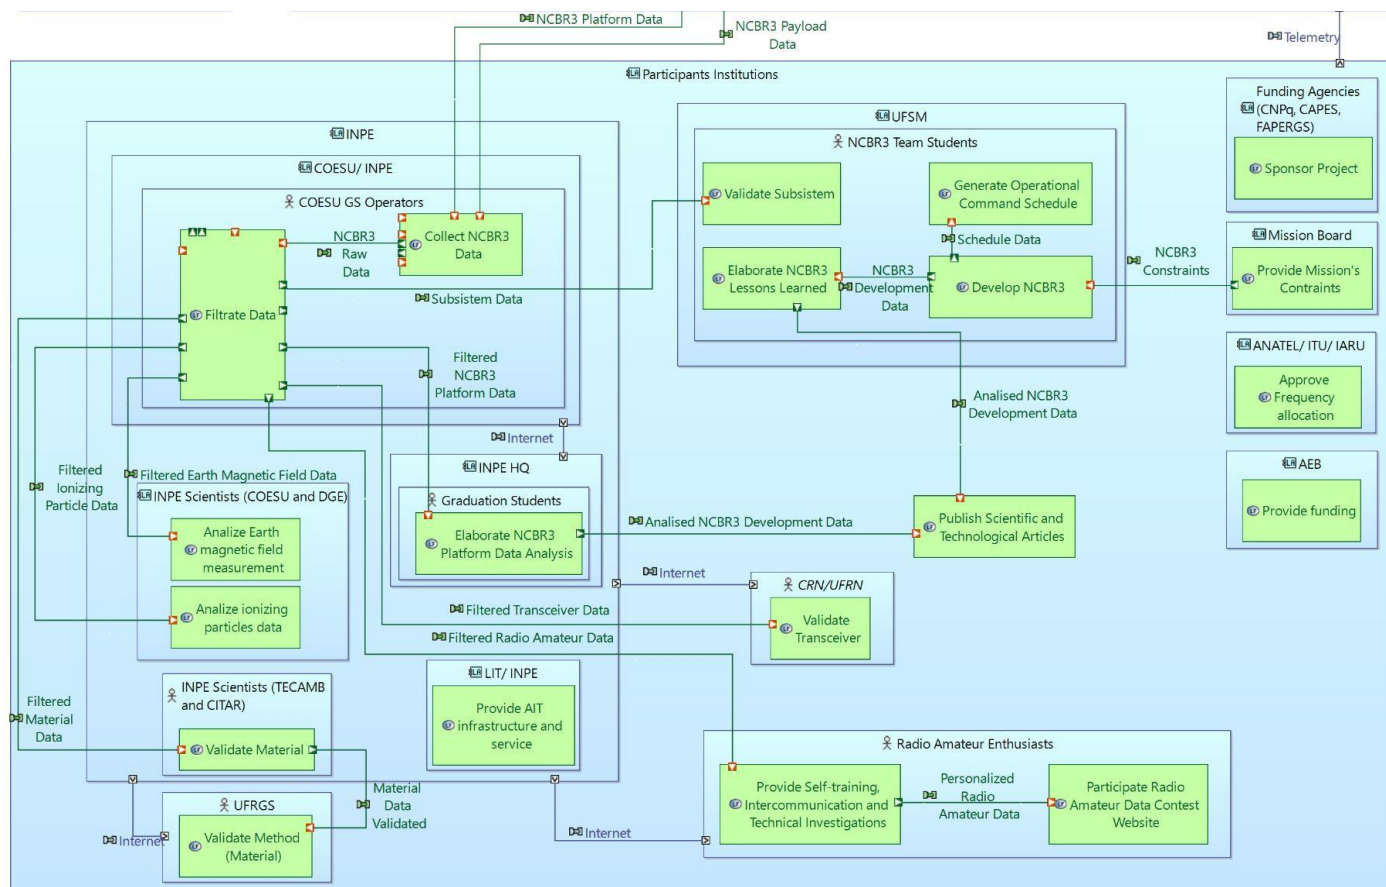 NCBR3 Platform Data
NCBR3 Payload
Data
Telemetry
Participants Institutions
Funding Agencies
(CNPq, CAPES,
FAPERGS)
Sponsor Project
UFSM
INPE
NCBR3 Team Students
COESU/ INPE
COESU GS Operators
Validate Subsistem
Generate Operational
Command Schedule
NCBR3
Raw
Data
Collect NCBR3
Data
Schedule Data
Mission Board
NCBR3
Constraints
Provide Mission's
Contraints
Elaborate NCBR3
Lessons Learned
NCBR3
Development
Data
Develop NCBR3
Subsistem Data
Filtrate Data
ANATEL/ ITU/ IARU
Approve
Frequency
allocation
Filtered
NCBR3
Platform Data
Analised NCBR3
Development Data
Internet
Filtered
Ionizing
Particle Data
Filtered Earth Magnetic Field Data
INPE HQ
AEB
INPE Scientists (COESU and DGE)
Graduation Students
Provide funding
Analize Earth
magnetic field
measurement
Elaborate NCBR3
Platform Data Analysis
Analised NCBR3 Development Data
Publish Scientific and
Technological Articles
Internet
CRN/UFRN
Analize ionizing
particles data
Filtered Transceiver Data
Validate
Transceiver
Filtered Radio Amateur Data
LIT/ INPE
INPE Scientists (TECAMB
and CITAR)
Filtered
Material
Data
Provide AIT
infrastructure and
service
Validate Material
Radio Amateur Enthusiasts
Material
Data
Validated
Provide Self-training,
Intercommunication and
Technical Investigations
Personalized
Radio
Amateur Data
Participate Radio
Amateur Data Contest
Website
UFRGS
Internet
Internet
Validate Method
(Material)